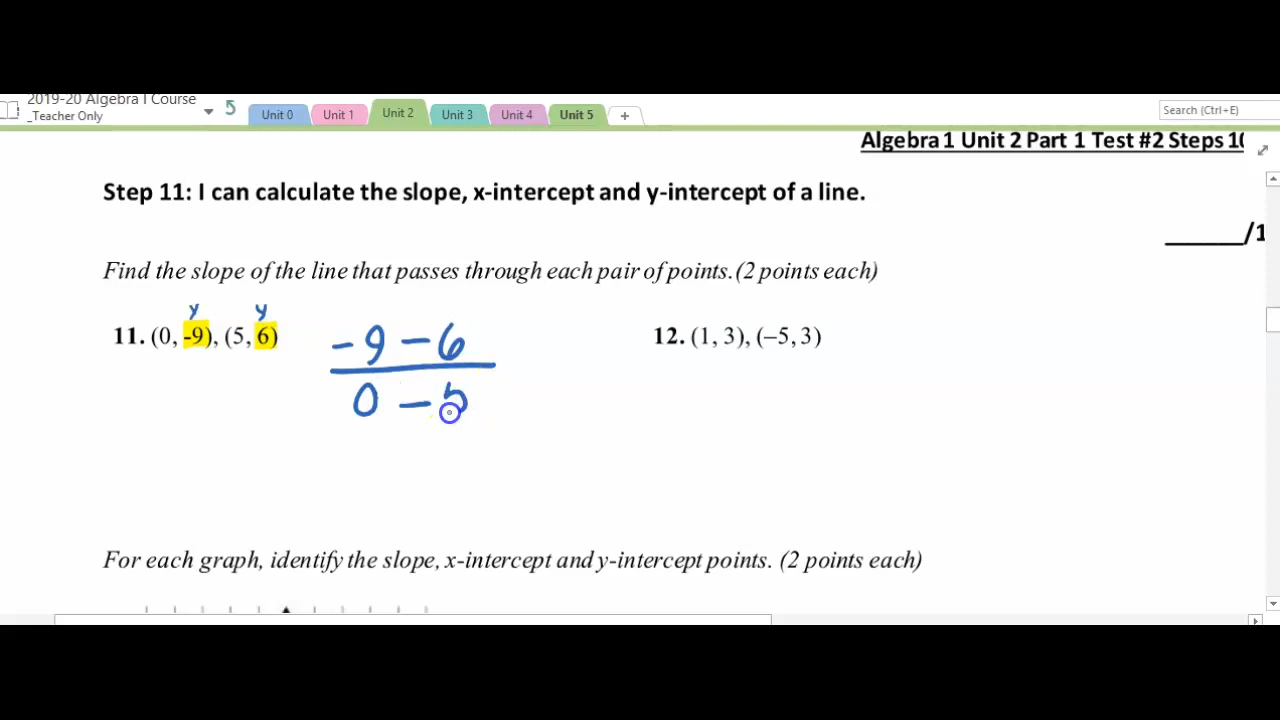 2019-20 Algebra I Course
_Teacher Only
Unit 0 Unit 1 Unit 2 Unit 3 Unit 4 Unit 5 +
Search (Ctrl+E)
Algebra 1 Unit 2 Part 1 Test #2 Steps 10
Step 11: I can calculate the slope, x-intercept and y-intercept of a line.
______/1
Find the slope of the line that passes through each pair of points.(2 points each)
y y
11. (0, -9), (5, 6)
-9 - 6
0 - 5
12. (1, 3), (−5, 3)
For each graph, identify the slope, x-intercept and y-intercept points. (2 points each)